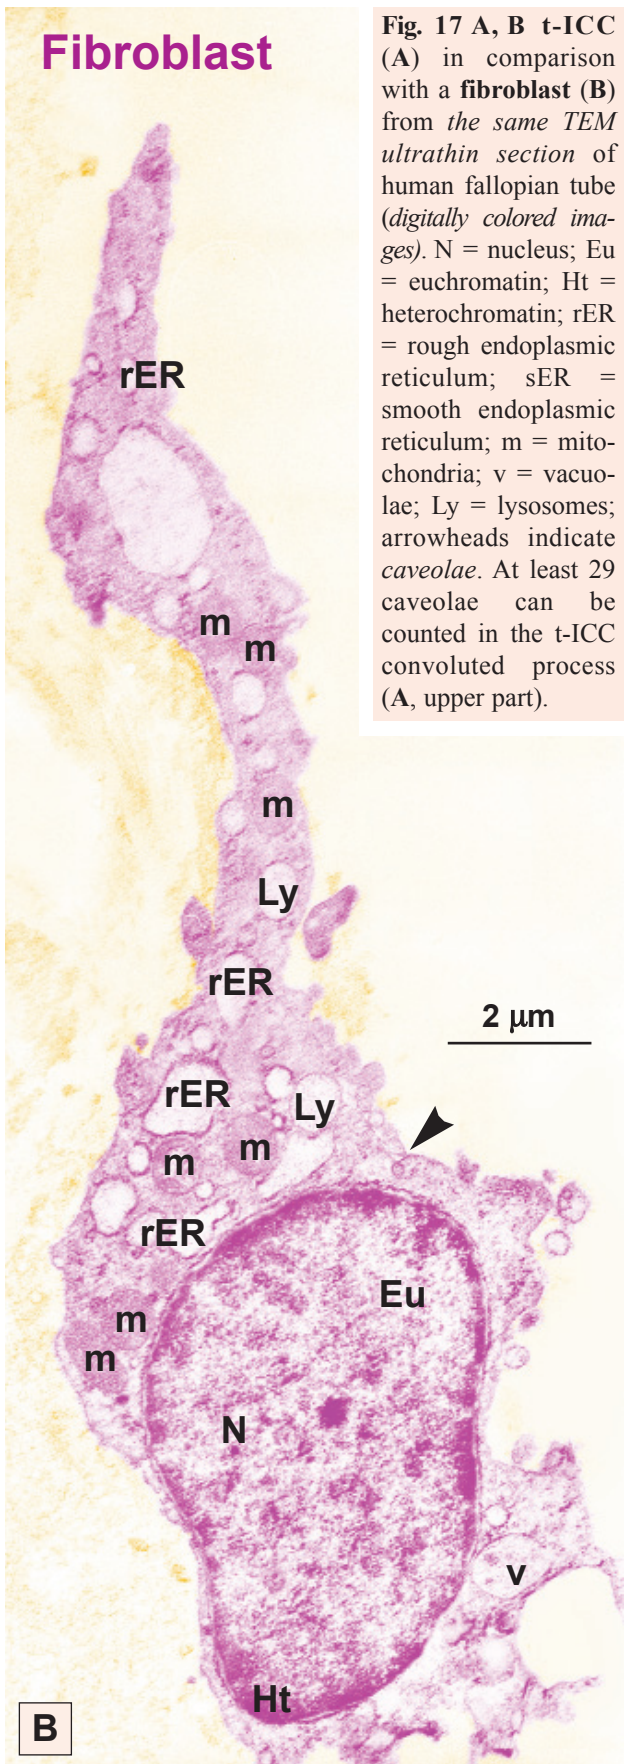 Fibroblast
Fig. 17 A, B t-ICC
(A) in comparison
with a fibroblast (B)
from the same TEM
ultrathin section of
human fallopian tube
(digitally colored ima-
ges). N = nucleus; Eu
= euchromatin; Ht =
heterochromatin; rER
= rough endoplasmic
reticulum; sER =
smooth endoplasmic
reticulum; m = mito-
chondria; v = vacuo-
lae; Ly = lysosomes;
arrowheads indicate
caveolae. At least 29
caveolae can be
counted in the t-ICC
convoluted process
(A, upper part).
rER
m
m
m
Ly
rER
2 μm
rER
Ly
m
m
rER
Eu
m
m
N
v
Ht
B